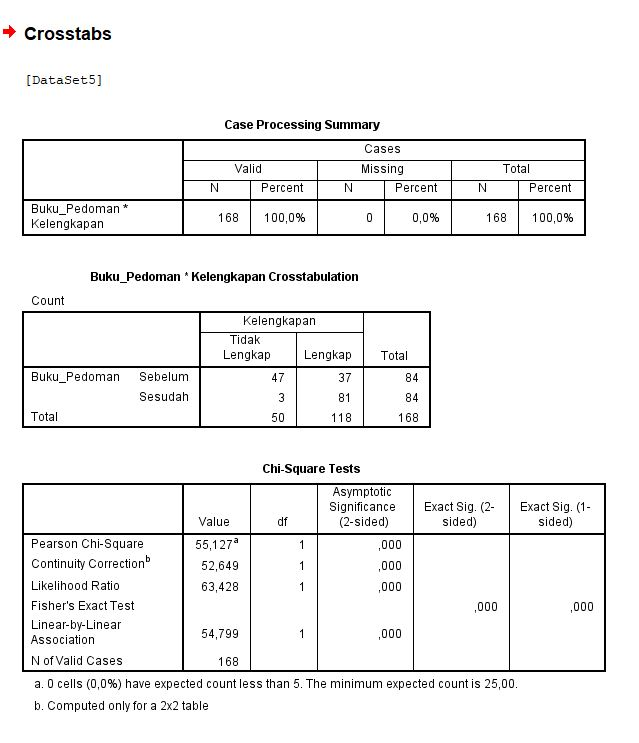 Crosstabs
[DataSet5]
Case Processing Summary
Cases
Valid Missing Total
N Percent N Percent N Percent
Buku_Pedoman * Kelengkapan 168 100,0% 0 0,0% 168 100,0%
Buku_Pedoman * Kelengkapan Crosstabulation
Count
Kelengkapan
Tidak Lengkap Lengkap Total
Buku_Pedoman Sebelum 47 37 84
Sesudah 3 81 84
Total 50 118 168
Chi-Square Tests
Value df Asymptotic Significance (2-sided) Exact Sig. (2-sided) Exact Sig. (1-sided)
Pearson Chi-Square 55,127a 1 ,000
Continuity Correctionb 52,649 1 ,000
Likelihood Ratio 63,428 1 ,000
Fisher's Exact Test ,000 ,000
Linear-by-Linear Association 54,799 1 ,000
N of Valid Cases 168
a. 0 cells (0,0%) have expected count less than 5. The minimum expected count is 25,00.
b. Computed only for a 2x2 table